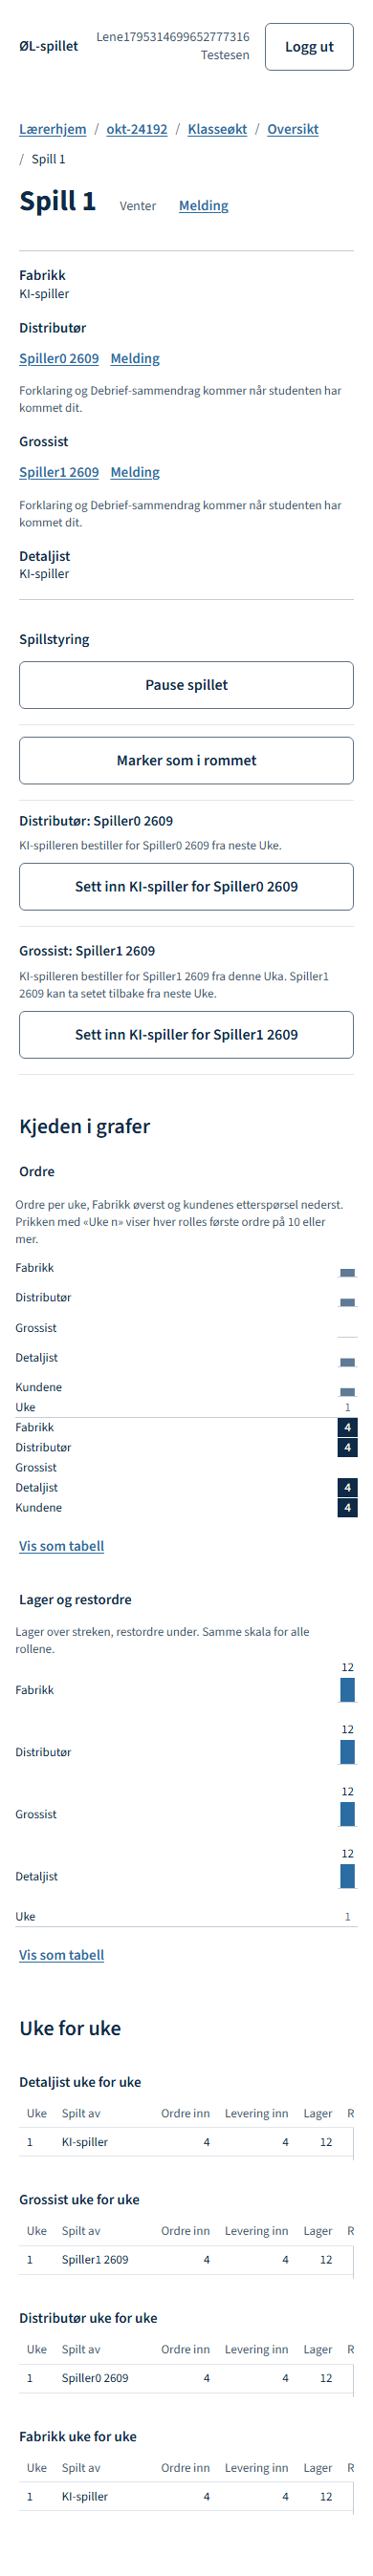 ØL-spillet
Lene1795314699652777316
Testesen
Logg ut
Lærerhjem / okt-24192 / Klasseøkt / Oversikt
/ Spill 1
Spill 1 Venter Melding
Fabrikk
KI-spiller
Distributør
Spiller0 2609 Melding
Forklaring og Debrief-sammendrag kommer når studenten har
kommet dit.
Grossist
Spiller1 2609 Melding
Forklaring og Debrief-sammendrag kommer når studenten har
kommet dit.
Detaljist
KI-spiller
Spillstyring
Pause spillet
Marker som i rommet
Distributør: Spiller0 2609
KI-spilleren bestiller for Spiller0 2609 fra neste Uke.
Sett inn KI-spiller for Spiller0 2609
Grossist: Spiller1 2609
KI-spilleren bestiller for Spiller1 2609 fra denne Uka. Spiller1
2609 kan ta setet tilbake fra neste Uke.
Sett inn KI-spiller for Spiller1 2609
Kjeden i grafer
Ordre
Ordre per uke, Fabrikk øverst og kundenes etterspørsel nederst.
Prikken med «Uke n» viser hver rolles første ordre på 10 eller
mer.
Fabrikk
Distributør
Grossist
Detaljist
Kundene
Uke 1
Fabrikk 4
Distributør 4
Grossist
Detaljist 4
Kundene 4
Vis som tabell
Lager og restordre
Lager over streken, restordre under. Samme skala for alle
rollene.
12
Fabrikk
12
Distributør
12
Grossist
12
Detaljist
Uke 1
Vis som tabell
Uke for uke
Detaljist uke for uke
Uke Spilt av Ordre inn Levering inn Lager R
1 KI-spiller 4 4 12
Grossist uke for uke
Uke Spilt av Ordre inn Levering inn Lager R
1 Spiller1 2609 4 4 12
Distributør uke for uke
Uke Spilt av Ordre inn Levering inn Lager R
1 Spiller0 2609 4 4 12
Fabrikk uke for uke
Uke Spilt av Ordre inn Levering inn Lager R
1 KI-spiller 4 4 12